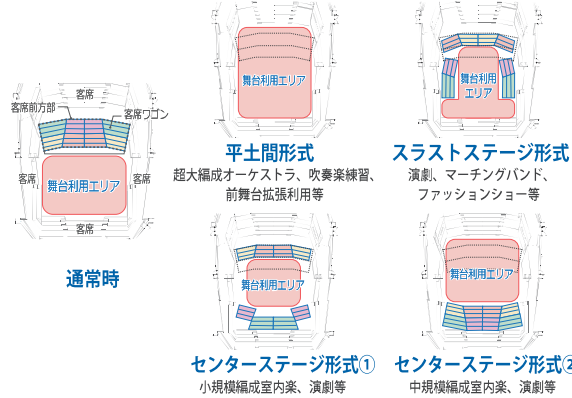 客席
客席前方部
客席ワゴン
客席
舞台利用エリア
客席
客席
通常時
舞台利用エリア
平土間形式
超大編成オーケストラ、吹奏楽練習、
前舞台拡張利用等
舞台利用
エリア
スラストステージ形式
演劇、マーチングバンド、
ファッションショー等
舞台利用エリア
センターステージ形式①
小規模編成室内楽、演劇等
舞台利用エリア
センターステージ形式②
中規模編成室内楽、演劇等